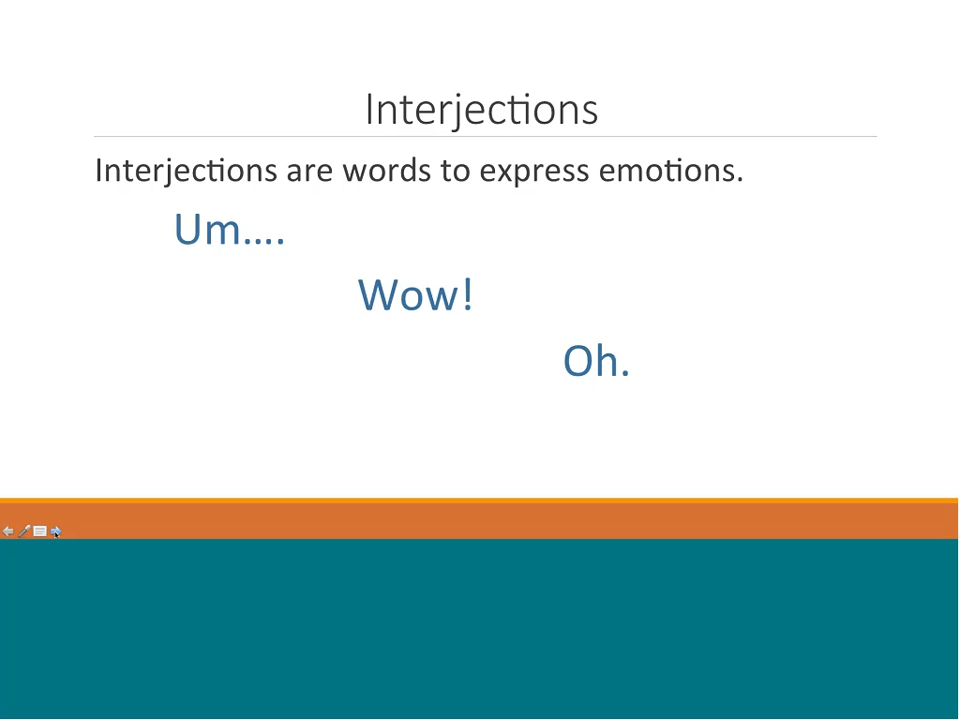 Interjections
Interjections are words to express emotions.
Um....
Wow!
Oh.